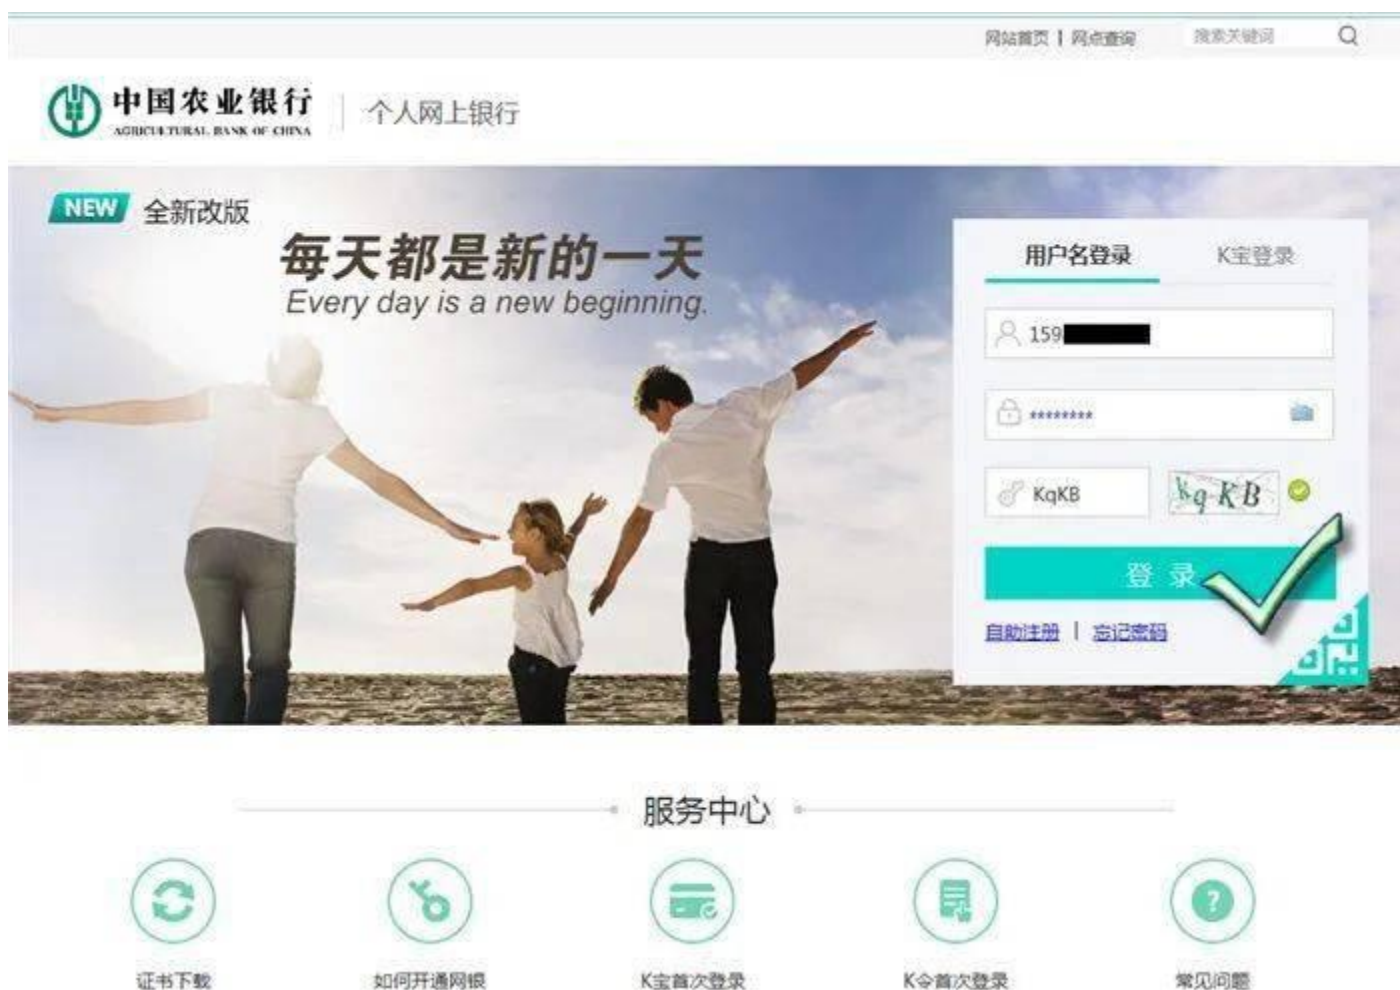 网站首页 | 网点查询 搜索关键词
中国农业银行 个人网上银行
AGRICULTURAL BANK OF CHINA
NEW 全新改版
每天都是新的一天
Every day is a new beginning.
用户名登录 K宝登录
159
********
KqKB KqKB
登录
自助注册 | 忘记密码
服务中心
证书下载 如何开通网银 K宝首次登录 K令首次登录 常见问题